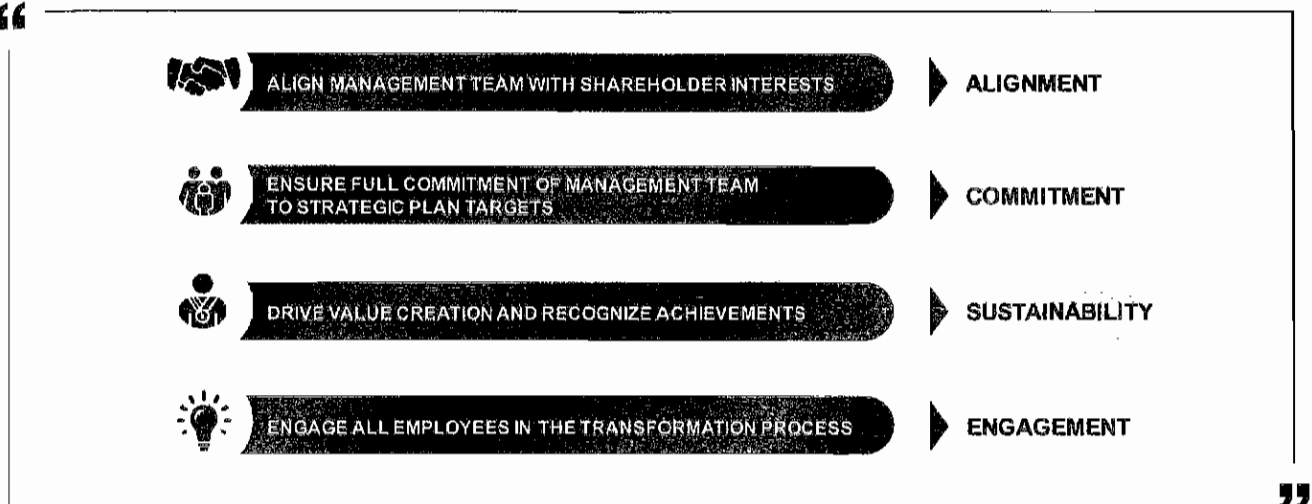 “
ALIGN MANAGEMENT TEAM WITH SHAREHOLDER INTERESTS
ALIGNMENT
ENSURE FULL COMMITMENT OF MANAGEMENT TEAM
TO STRATEGIC PLAN TARGETS
COMMITMENT
DRIVE VALUE CREATION AND RECOGNIZE ACHIEVEMENTS
SUSTAINABILITY
ENGAGE ALL EMPLOYEES IN THE TRANSFORMATION PROCESS
ENGAGEMENT
”